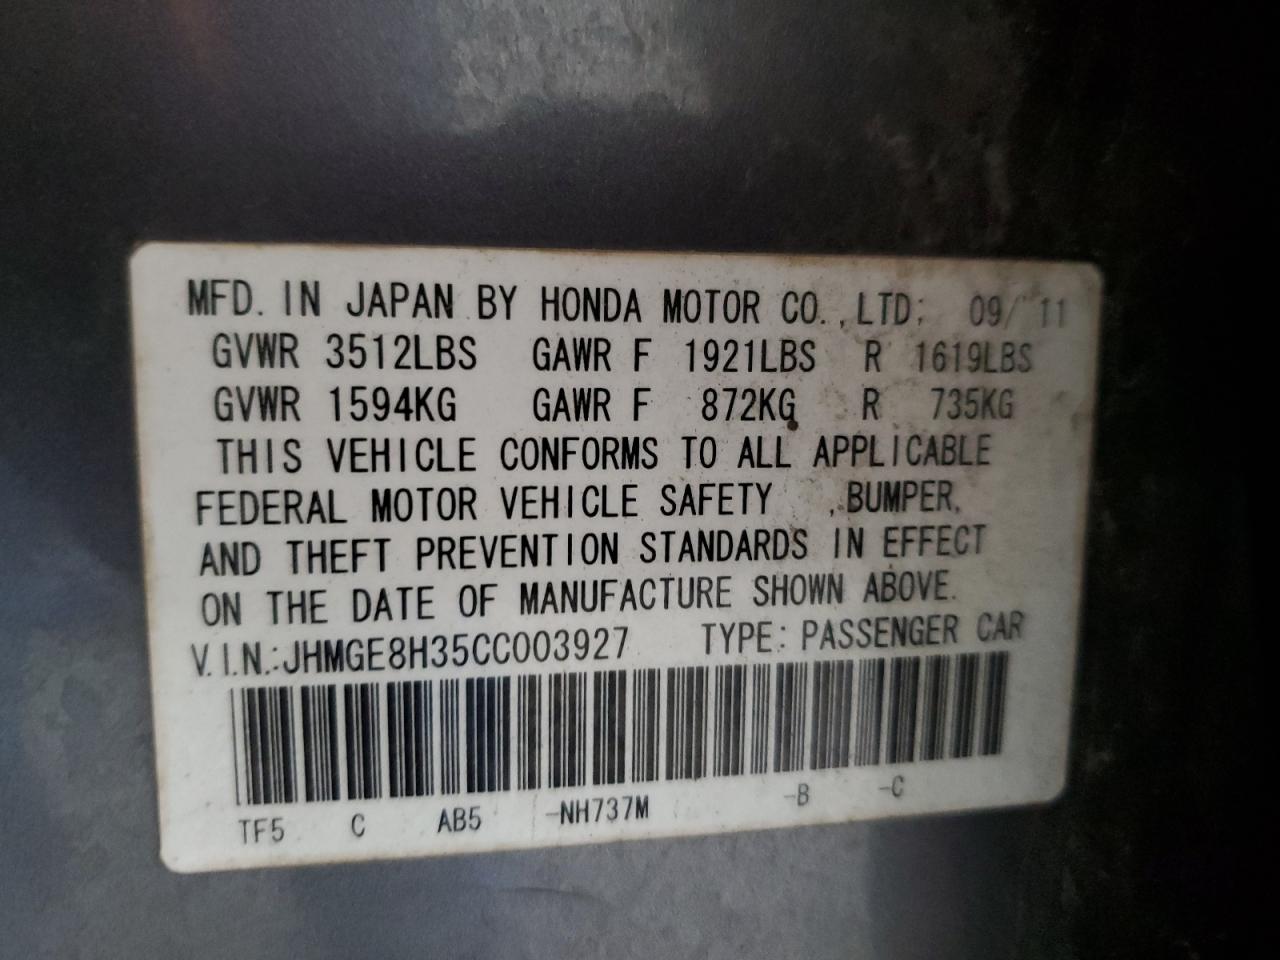 MFD. IN JAPAN BY HONDA MOTOR CO., LTD: 09/ 11
GVWR 3512LBS GAWR F 1921LBS R 1619LBS
GVWR 1594KG GAWR F 872KG R 735KG
THIS VEHICLE CONFORMS TO ALL APPLICABLE
FEDERAL MOTOR VEHICLE SAFETY ,BUMPER,
AND THEFT PREVENTION STANDARDS IN EFFECT
ON THE DATE OF MANUFACTURE SHOWN ABOVE.
V.I.N.:JHMGE8H35CC003927 TYPE: PASSENGER CAR
TF5 C AB5 -NH737M -B -C